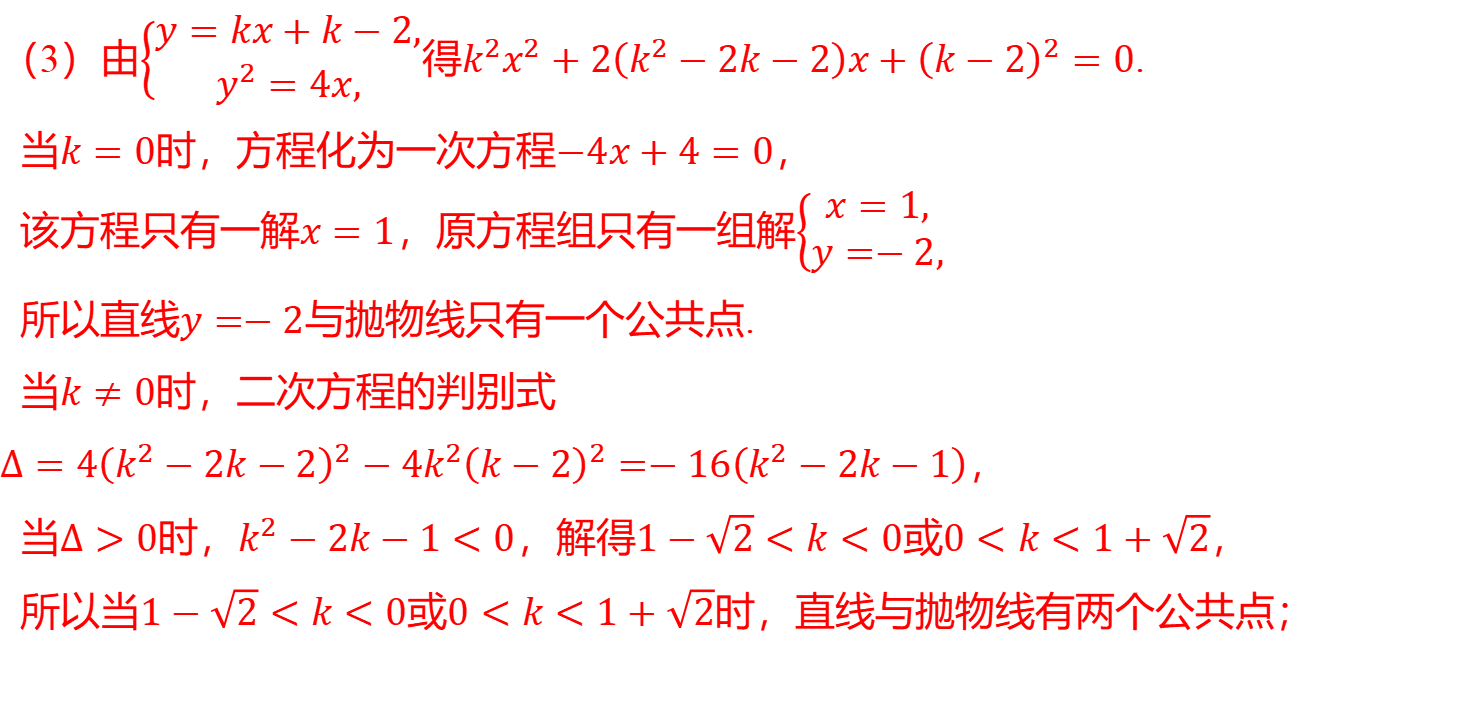 （3）由{y = kx + k − 2, y² = 4x, 得k²x² + 2(k² − 2k − 2)x + (k − 2)² = 0.
当k = 0时，方程化为一次方程−4x + 4 = 0，
该方程只有一解x = 1，原方程组只有一组解{x = 1, y =− 2,
所以直线y =− 2与抛物线只有一个公共点.
当k ≠ 0时，二次方程的判别式
Δ = 4(k² − 2k − 2)² − 4k²(k − 2)² =− 16(k² − 2k − 1)，
当Δ > 0时，k² − 2k − 1 < 0，解得1 − √2 < k < 0或0 < k < 1 + √2，
所以当1 − √2 < k < 0或0 < k < 1 + √2时，直线与抛物线有两个公共点；